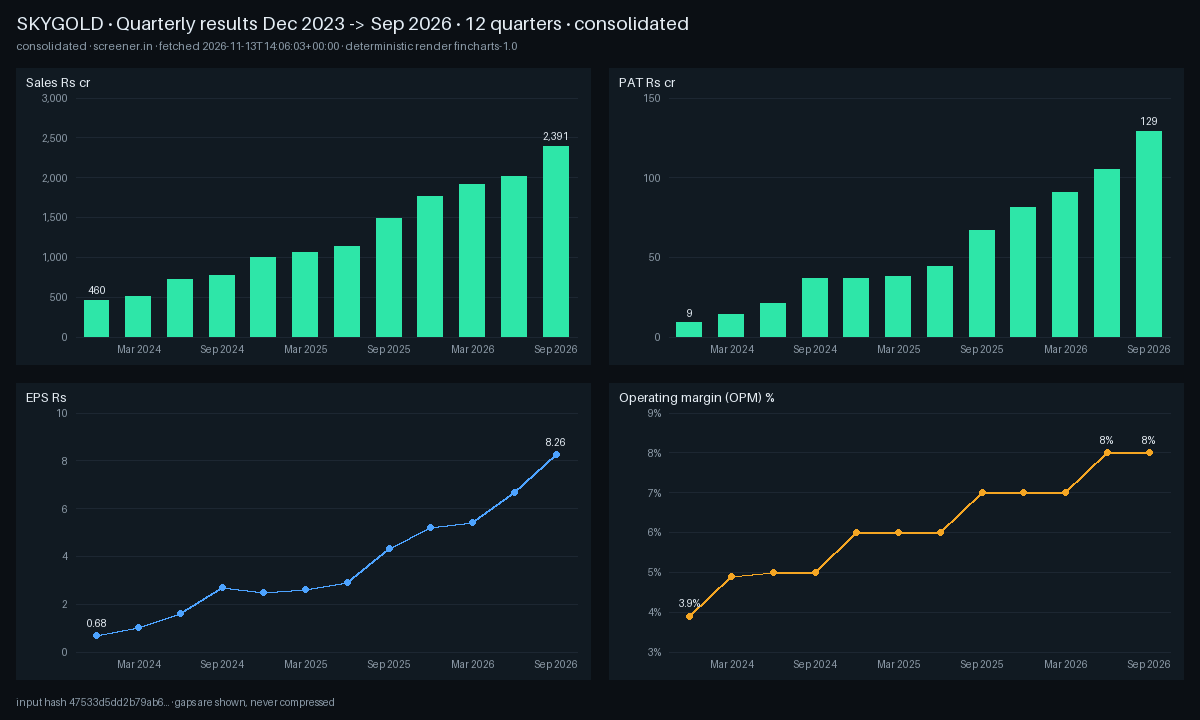 SKYGOLD · Quarterly results Dec 2023 -> Sep 2026 · 12 quarters · consolidated
consolidated · screener.in · fetched 2026-11-13T14:06:03+00:00 · deterministic render fincharts-1.0
Sales Rs cr
3,000
2,500
2,000
1,500
1,000
500
0
460
2,391
Mar 2024
Sep 2024
Mar 2025
Sep 2025
Mar 2026
Sep 2026
PAT Rs cr
150
100
50
0
9
129
Mar 2024
Sep 2024
Mar 2025
Sep 2025
Mar 2026
Sep 2026
EPS Rs
10
8
6
4
2
0
0.68
8.26
Mar 2024
Sep 2024
Mar 2025
Sep 2025
Mar 2026
Sep 2026
Operating margin (OPM) %
9%
8%
7%
6%
5%
4%
3%
3.9%
8%
8%
Mar 2024
Sep 2024
Mar 2025
Sep 2025
Mar 2026
Sep 2026
input hash 47533d5dd2b79ab6… · gaps are shown, never compressed